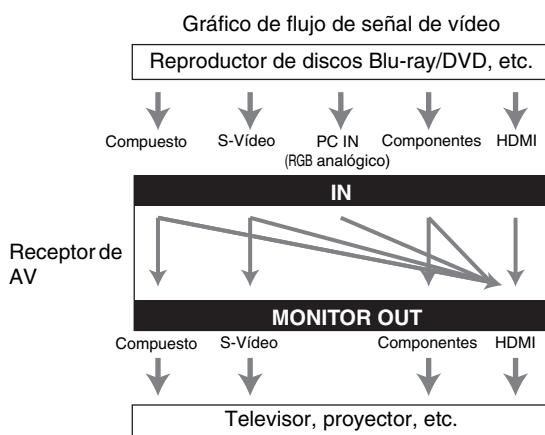 Gráfico de flujo de señal de vídeo
Reproductor de discos Blu-ray/DVD, etc.
Compuesto S-Vídeo PC IN Componentes HDMI
(RGB analógico)
IN
Receptor de
AV
MONITOR OUT
Compuesto S-Vídeo Componentes HDMI
Televisor, proyector, etc.